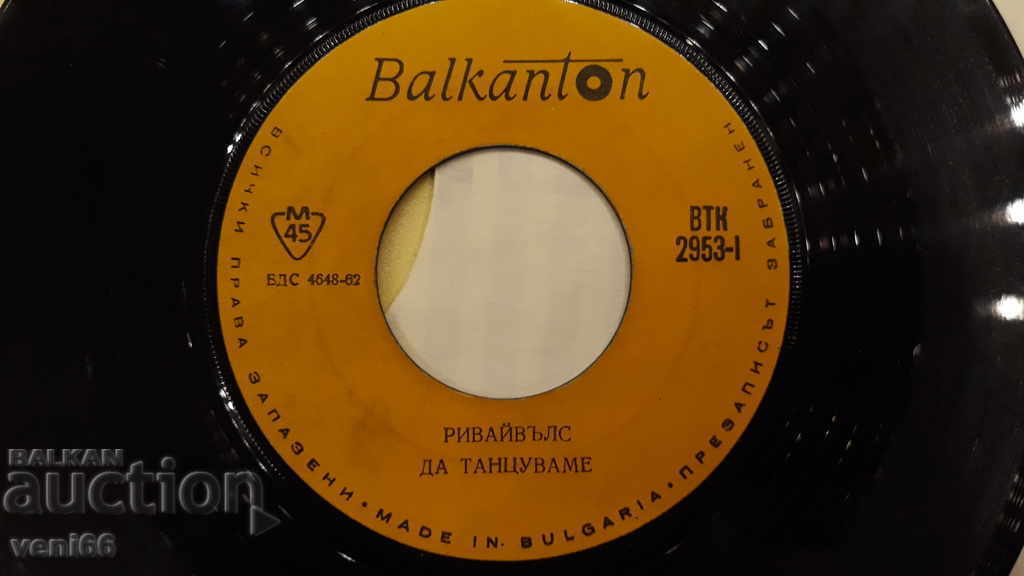 Balkanton
M
45
БДС 4648-62
ВТК
2953-I
РИВАЙВЪЛС
ДА ТАНЦУВАМЕ
ВСИЧКИ ПРАВА ЗАПАЗЕНИ • MADE IN BULGARIA • ПРЕЗАПИСЪТ ЗАБРАНЕН
BALKAN
auction
veni66